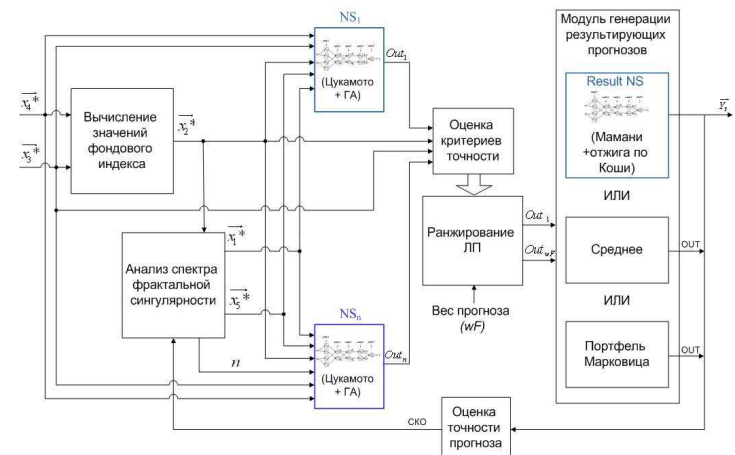 NS₁
Out₁
(Цукамото
+ ГА)
Модуль генерации
результирующих
прогнозов
Result NS
(Мамани
+отжига по
Коши)
Y₁
ИЛИ
Среднее
OUT
ИЛИ
Портфель
Марковица
OUT
x₄*
x₃*
Вычисление
значений
фондового
индекса
x₂*
Оценка
критериев
точности
Ранжирование
ЛП
Out₁
Out_wF
Вес прогноза
(wF)
Анализ спектра
фрактальной
сингулярности
x₁*
x₅*
n
NSₙ
Outₙ
(Цукамото
+ ГА)
СКО
Оценка
точности
прогноза